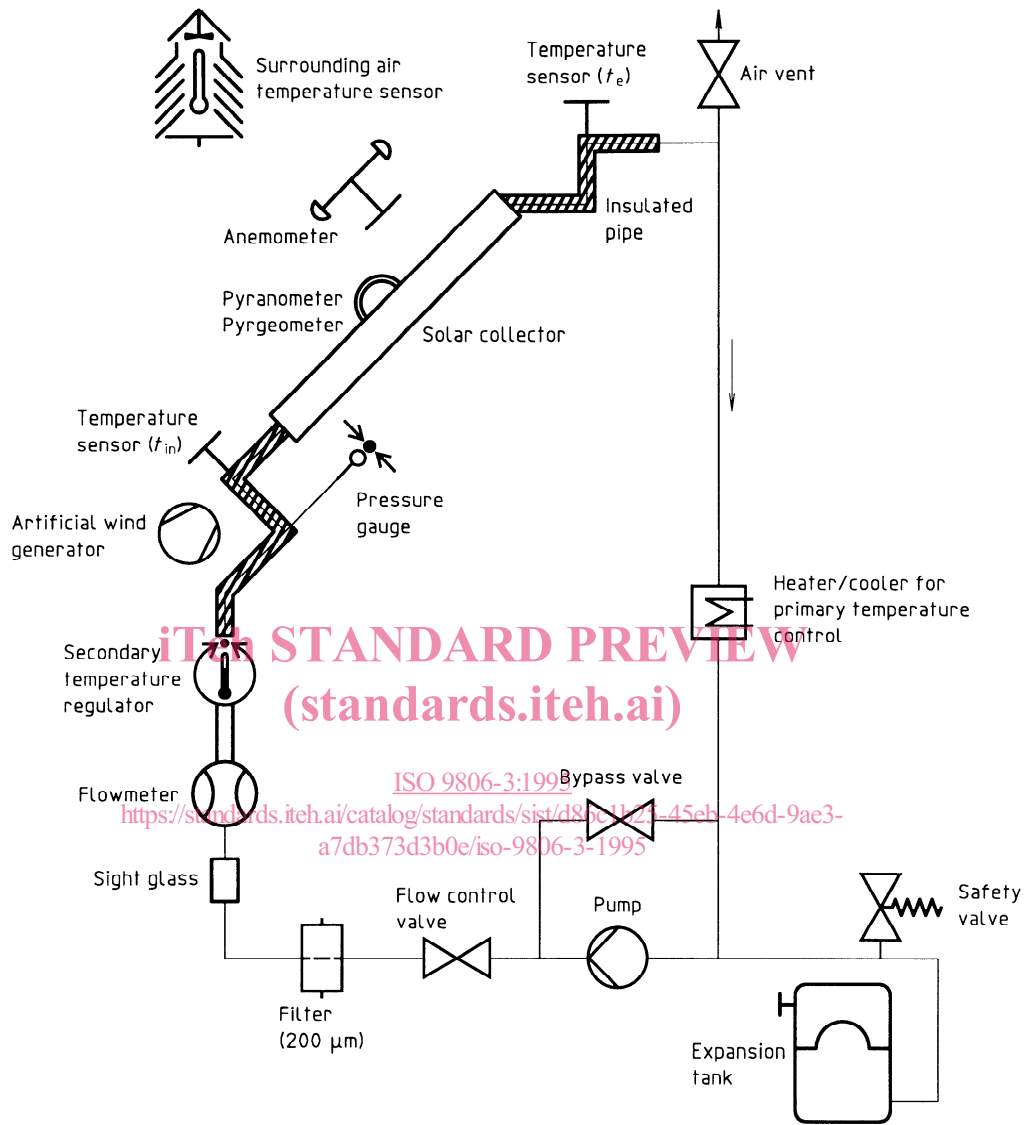 Surrounding air
temperature sensor
Temperature
sensor (te)
Air vent
Anemometer
Insulated
pipe
Pyranometer
Pyrgeometer
Solar collector
Temperature
sensor (tin)
Pressure
gauge
Artificial wind
generator
Heater/cooler for
primary temperature
control
iTeh STANDARD PREVIEW
(standards.iteh.ai)
Secondary
temperature
regulator
ISO 9806-3:1995
Bypass valve
Flowmeter
https://standards.iteh.ai/catalog/standards/sist/d86c1b25-45eb-4e6d-9ae3-
a7db373d3b0e/iso-9806-3-1995
Sight glass
Flow control
valve
Pump
Safety
valve
Filter
(200 µm)
Expansion
tank